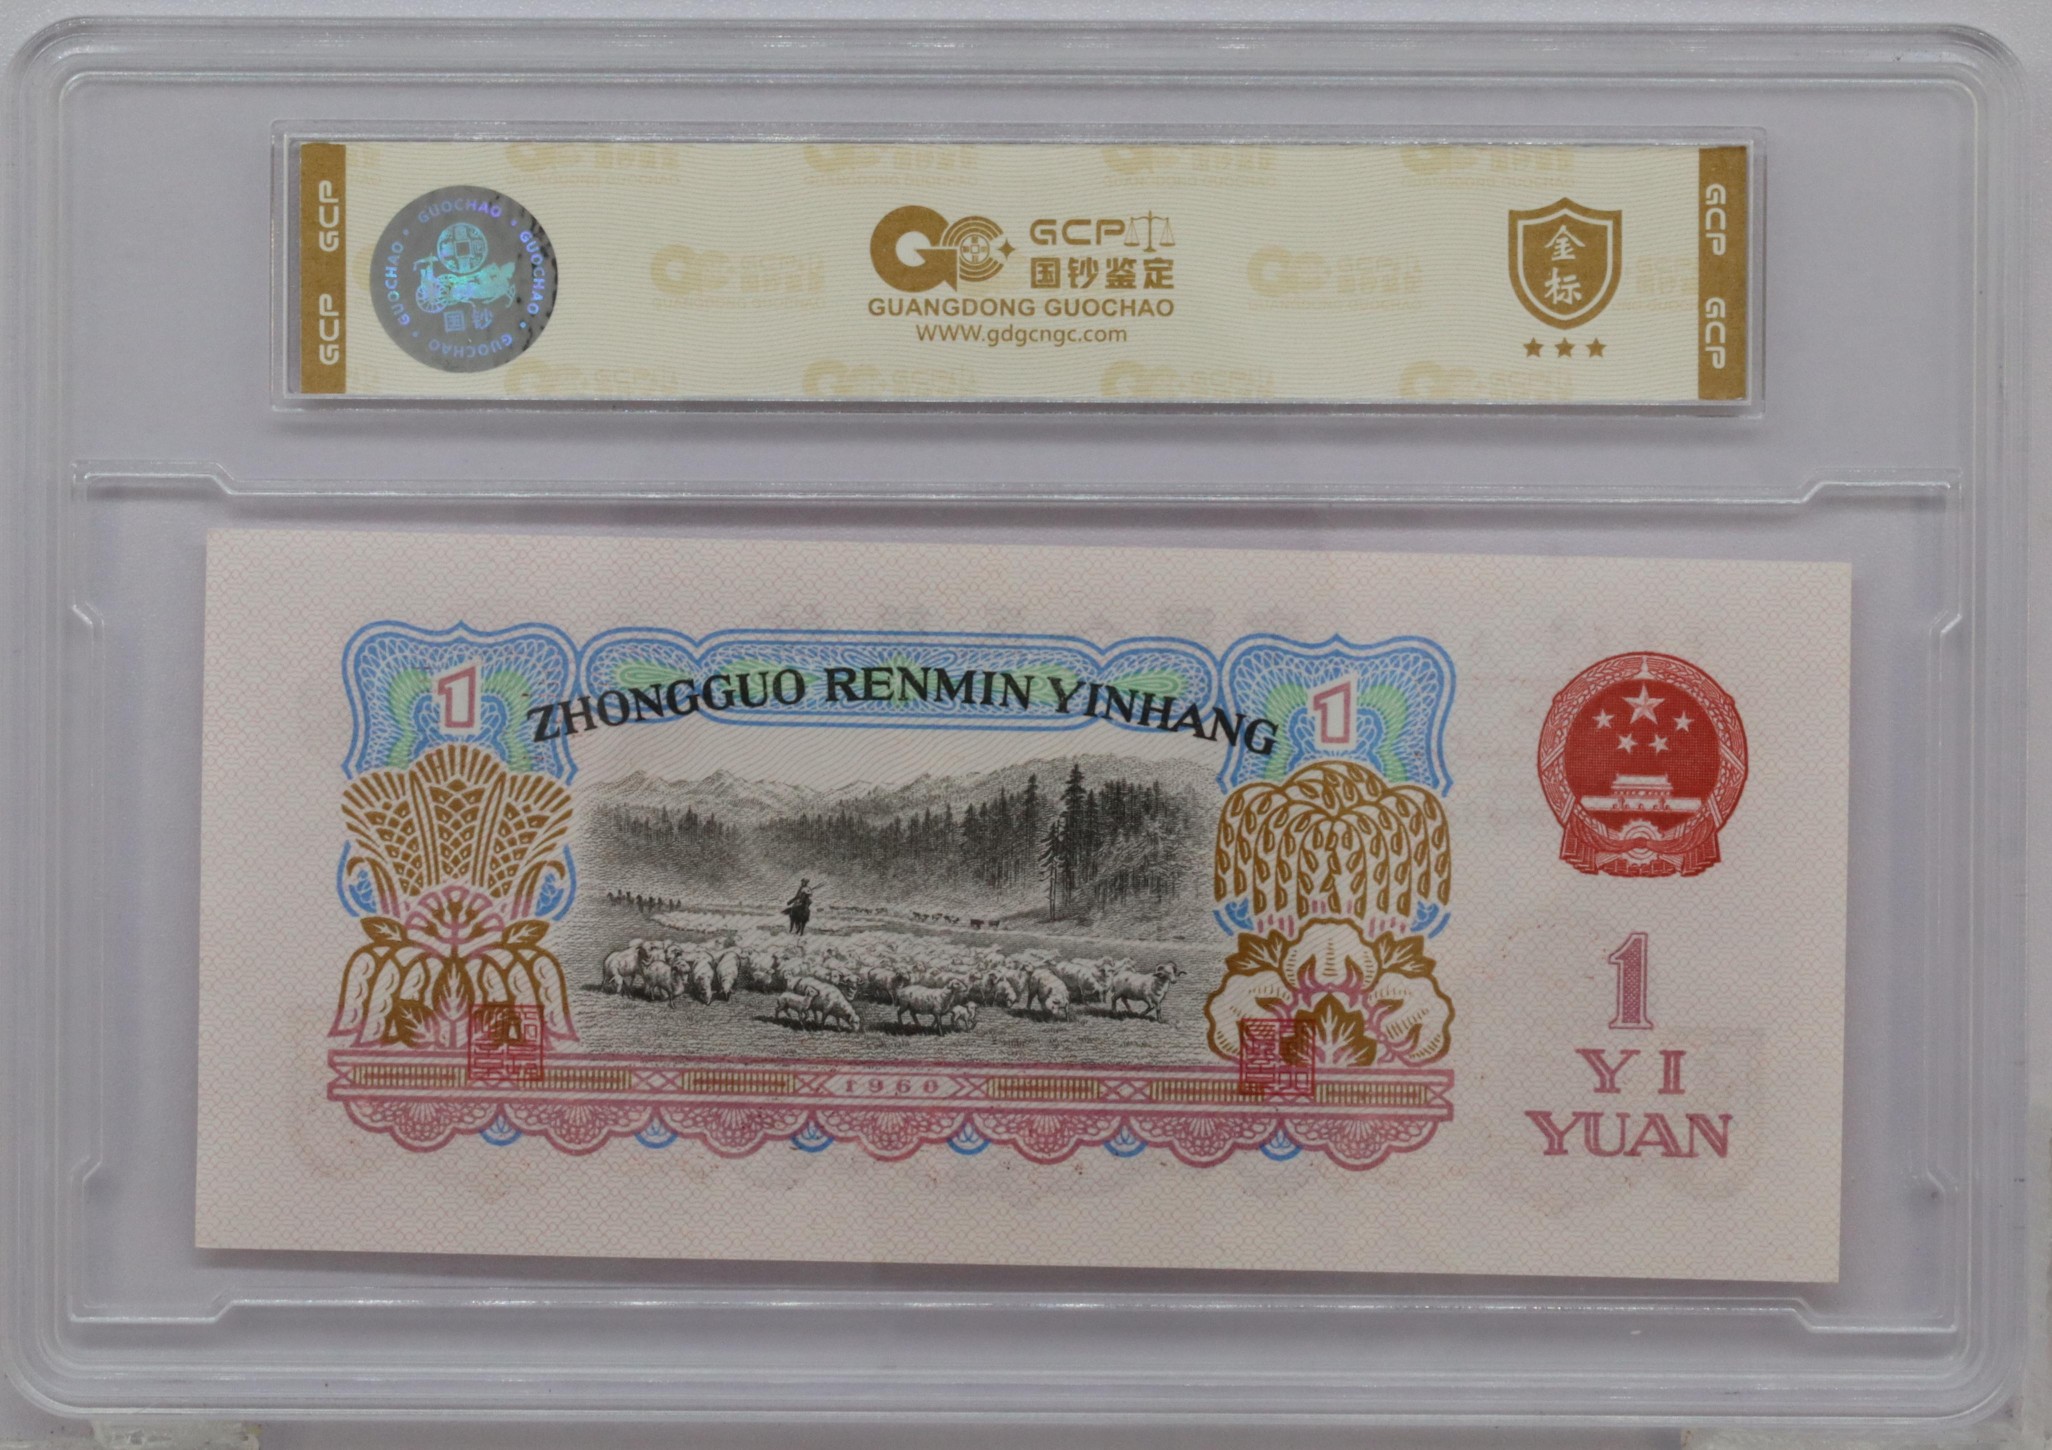 GCP GCP
GUOCHAO · GUOCHAO · GUOCHAO · GUOCHAO
国钞
GCP
国钞鉴定
GUANGDONG GUOCHAO
WWW.gdgcngc.com
金
标
GCP GCP
1
ZHONGGUO RENMIN YINHANG
1
1960
1
YI
YUAN